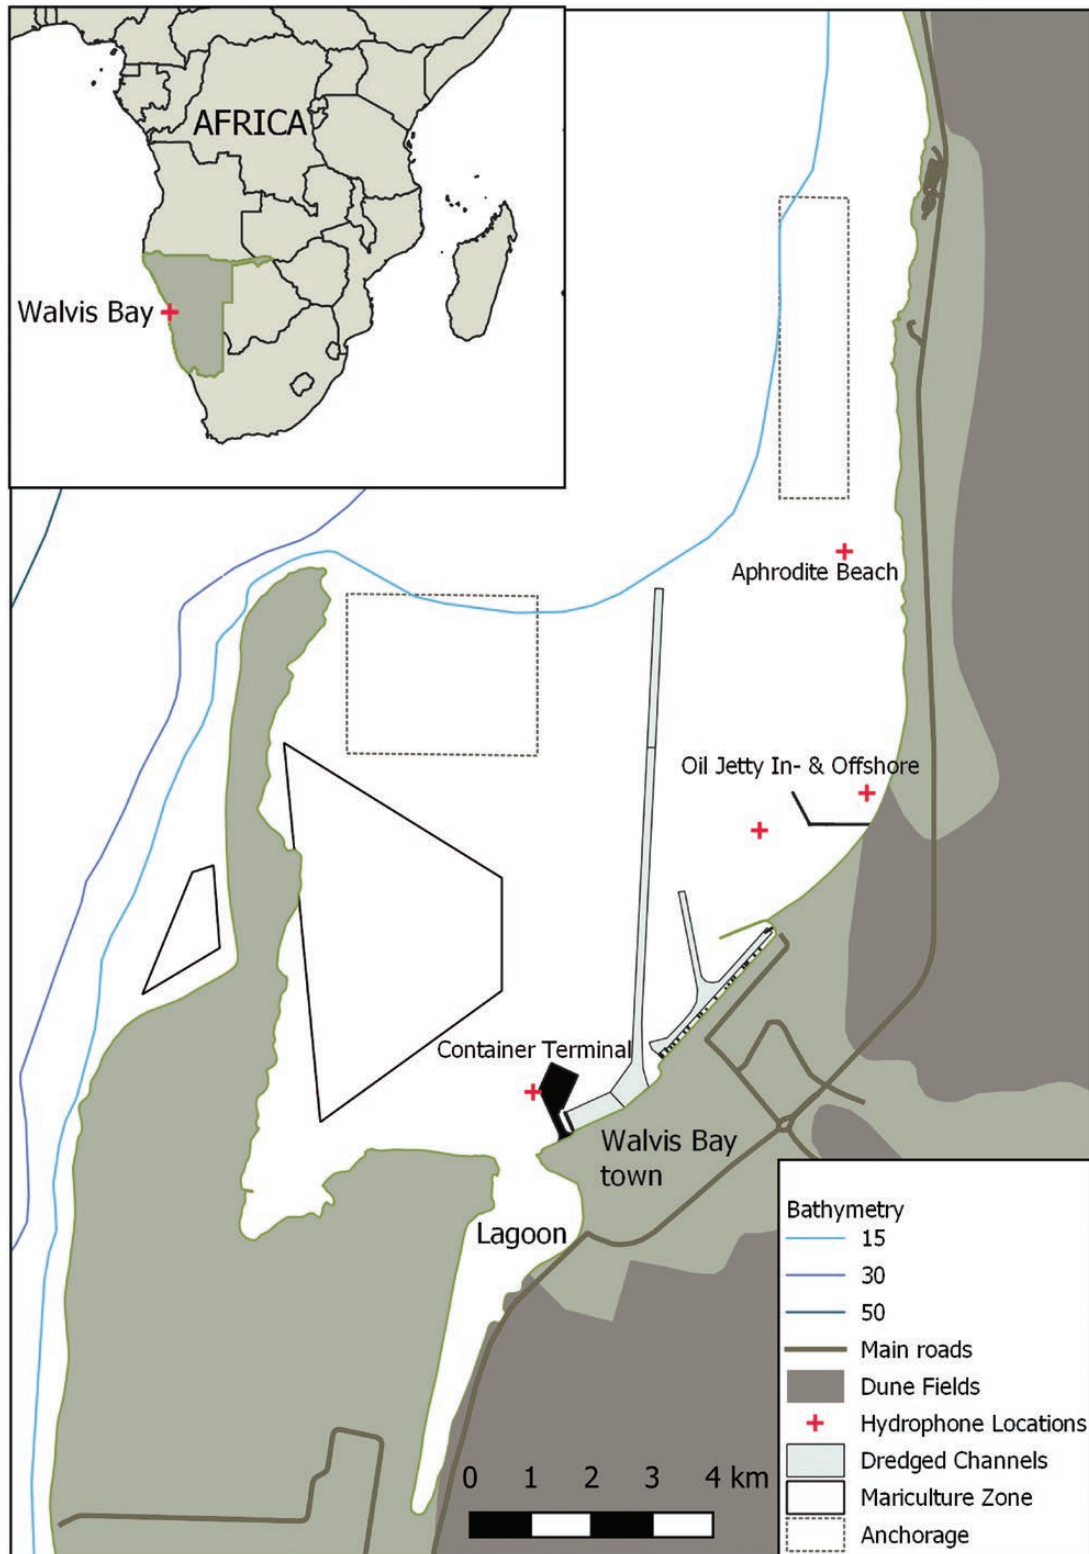 AFRICA
Walvis Bay
Aphrodite Beach
Oil Jetty In- & Offshore
Container Terminal
Walvis Bay
town
Lagoon
Bathymetry
15
30
50
Main roads
Dune Fields
Hydrophone Locations
Dredged Channels
Mariculture Zone
Anchorage
0 1 2 3 4 km